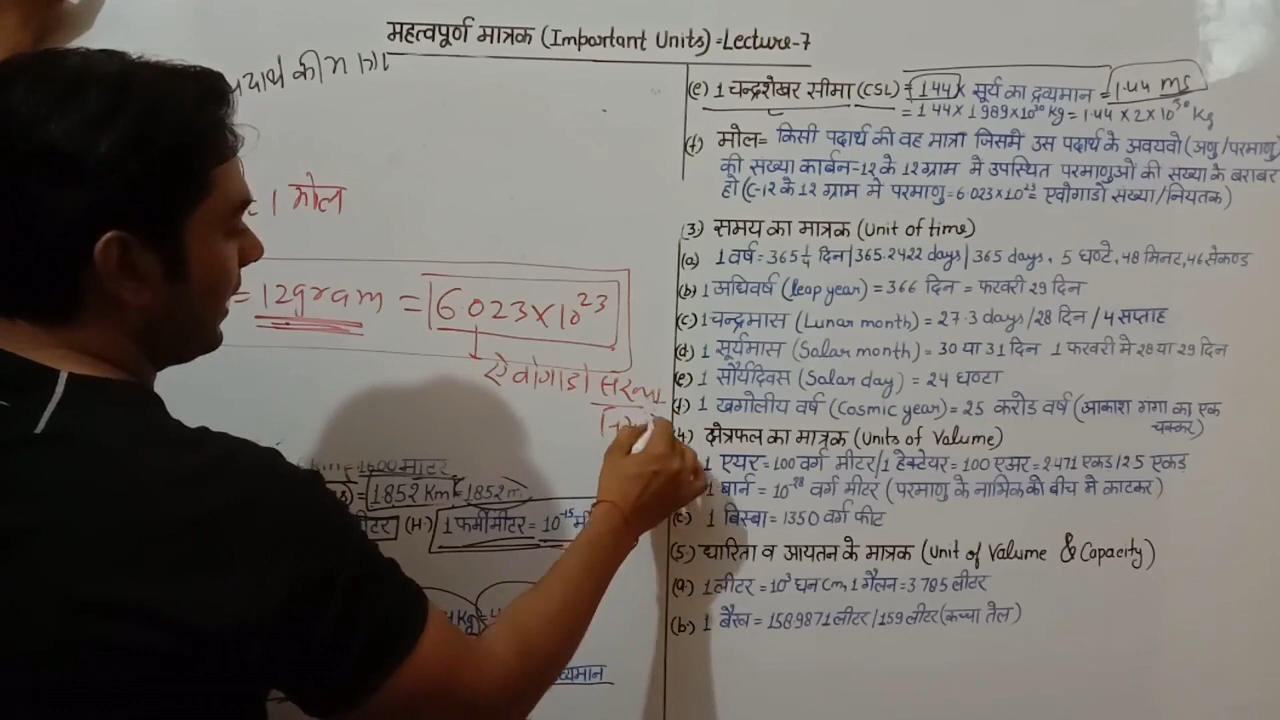 महत्वपूर्ण मात्रक (Important Units)-Lecture-7
पदार्थ की मात्रा
= 1 मोल
= 12gram = 6.023×10²³
ऐवोगाद्रो संख्या
1852 Km = 1852m
(H) 1 फर्मीमीटर = 10⁻¹⁵
(e) 1 चन्द्रशेखर सीमा (CSL) = 1.44× सूर्य का द्रव्यमान = 1.44 ms
= 1.44×1.989×10³⁰ Kg = 1.44×2×10³⁰ Kg
(f) मोल= किसी पदार्थ की वह मात्रा जिसमे उस पदार्थ के अवयवो (अणु/परमाणु
की संख्या कार्बन-12 के 12 ग्राम मे उपस्थित परमाणुओं की संख्या के बराबर
हो (C-12 के 12 ग्राम मे परमाणु=6.023×10²³= एवोगाद्रो संख्या/नियतक)
(3) समय का मात्रक (Unit of time)
(a) 1 वर्ष = 365¼ दिन/365.2422 days/365 days, 5 घण्टे, 48 मिनट, 46 सेकण्ड
(b) 1 अधिवर्ष (leap year) = 366 दिन = फरवरी 29 दिन
(c) 1 चन्द्रमास (Lunar month) = 27.3 days/28 दिन/4 सप्ताह
(d) 1 सूर्यमास (Salar month) = 30 या 31 दिन 1 फरवरी मे 28 या 29 दिन
(e) 1 सौर्यदिवस (Salar day) = 24 घण्टा
(f) 1 खगोलीय वर्ष (Cosmic year) = 25 करोड़ वर्ष (आकाश गंगा का एक
चक्कर)
(4) क्षेत्रफल का मात्रक (Units of Valume)
1 एयर = 100 वर्ग मीटर/1 हेक्टेयर = 100 एअर = 2.471 एकड़/2.5 एकड़
1 बार्न = 10⁻²⁸ वर्ग मीटर (परमाणु के नाभिक को बीच मे काटकर)
(c) 1 बिस्बा = 1350 वर्ग फीट
(5) धारिता व आयतन के मात्रक (Unit of Valume & Capacity)
(a) 1 लीटर = 10³ घन cm, 1 गैलन = 3.785 लीटर
(b) 1 बैरल = 158.9871 लीटर/159 लीटर (कच्चा तेल)